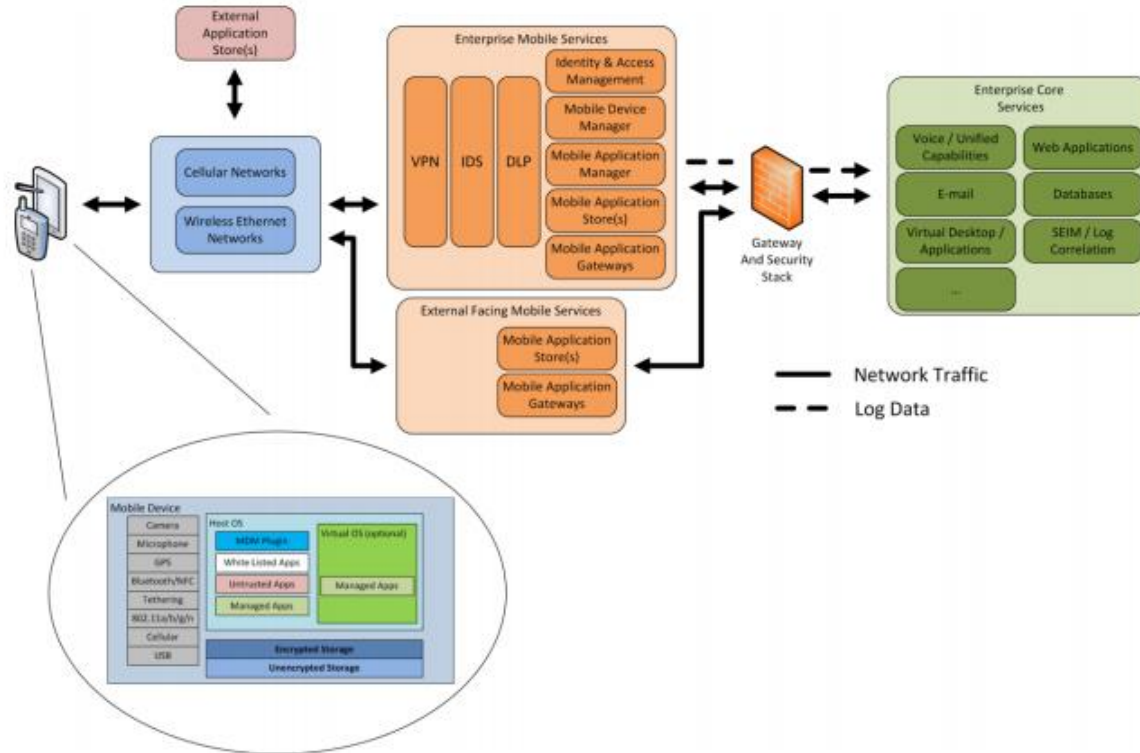 External
Application
Store(s)
Cellular Networks
Wireless Ethernet
Networks
Enterprise Mobile Services
VPN
IDS
DLP
Identity & Access
Management
Mobile Device
Manager
Mobile Application
Manager
Mobile Application
Store(s)
Mobile Application
Gateways
External Facing Mobile Services
Mobile Application
Store(s)
Mobile Application
Gateways
Gateway
And Security
Stack
Enterprise Core
Services
Voice / Unified
Capabilities
Web Applications
E-mail
Databases
Virtual Desktop /
Applications
SEIM / Log
Correlation
...
Network Traffic
Log Data
Mobile Device
Camera
Microphone
GPS
Bluetooth/NFC
Tethering
802.11a/b/g/n
Cellular
USB
Host OS
MDM Plugin
White Listed Apps
Untrusted Apps
Managed Apps
Virtual OS (optional)
Managed Apps
Encrypted Storage
Unencrypted Storage